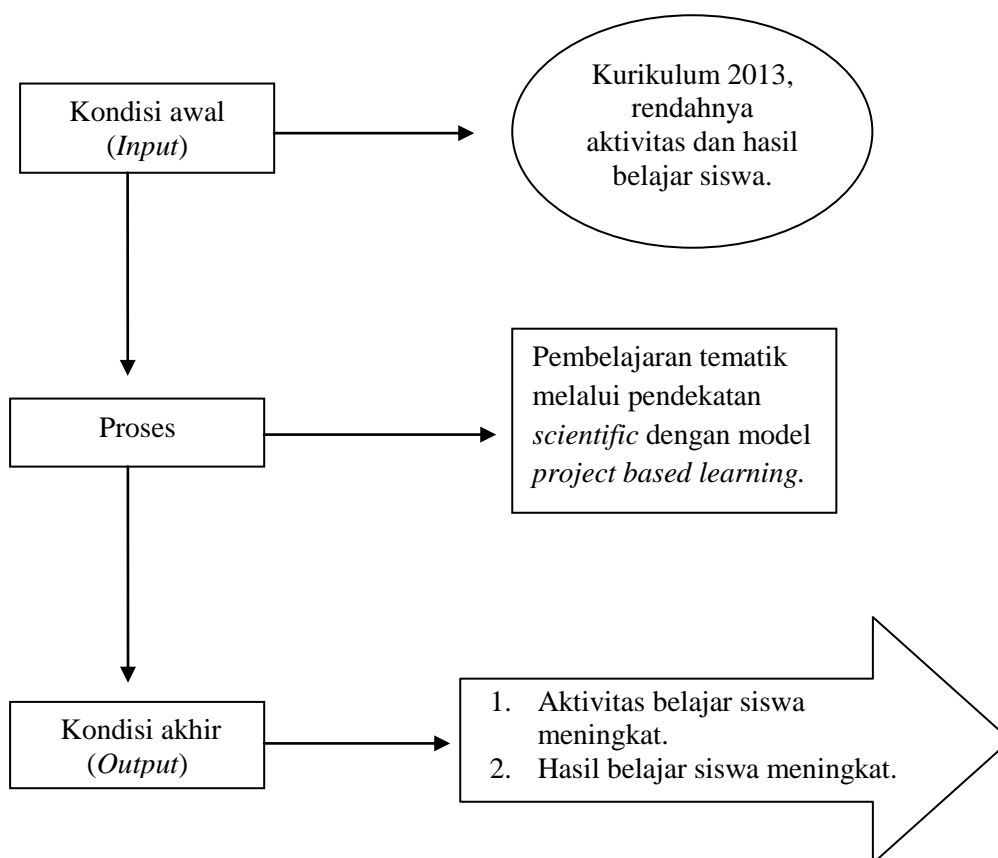 Kondisi awal
(Input)
Kurikulum 2013,
rendahnya
aktivitas dan hasil
belajar siswa.
Proses
Pembelajaran tematik
melalui pendekatan
scientific dengan model
project based learning.
Kondisi akhir
(Output)
1. Aktivitas belajar siswa
meningkat.
2. Hasil belajar siswa meningkat.